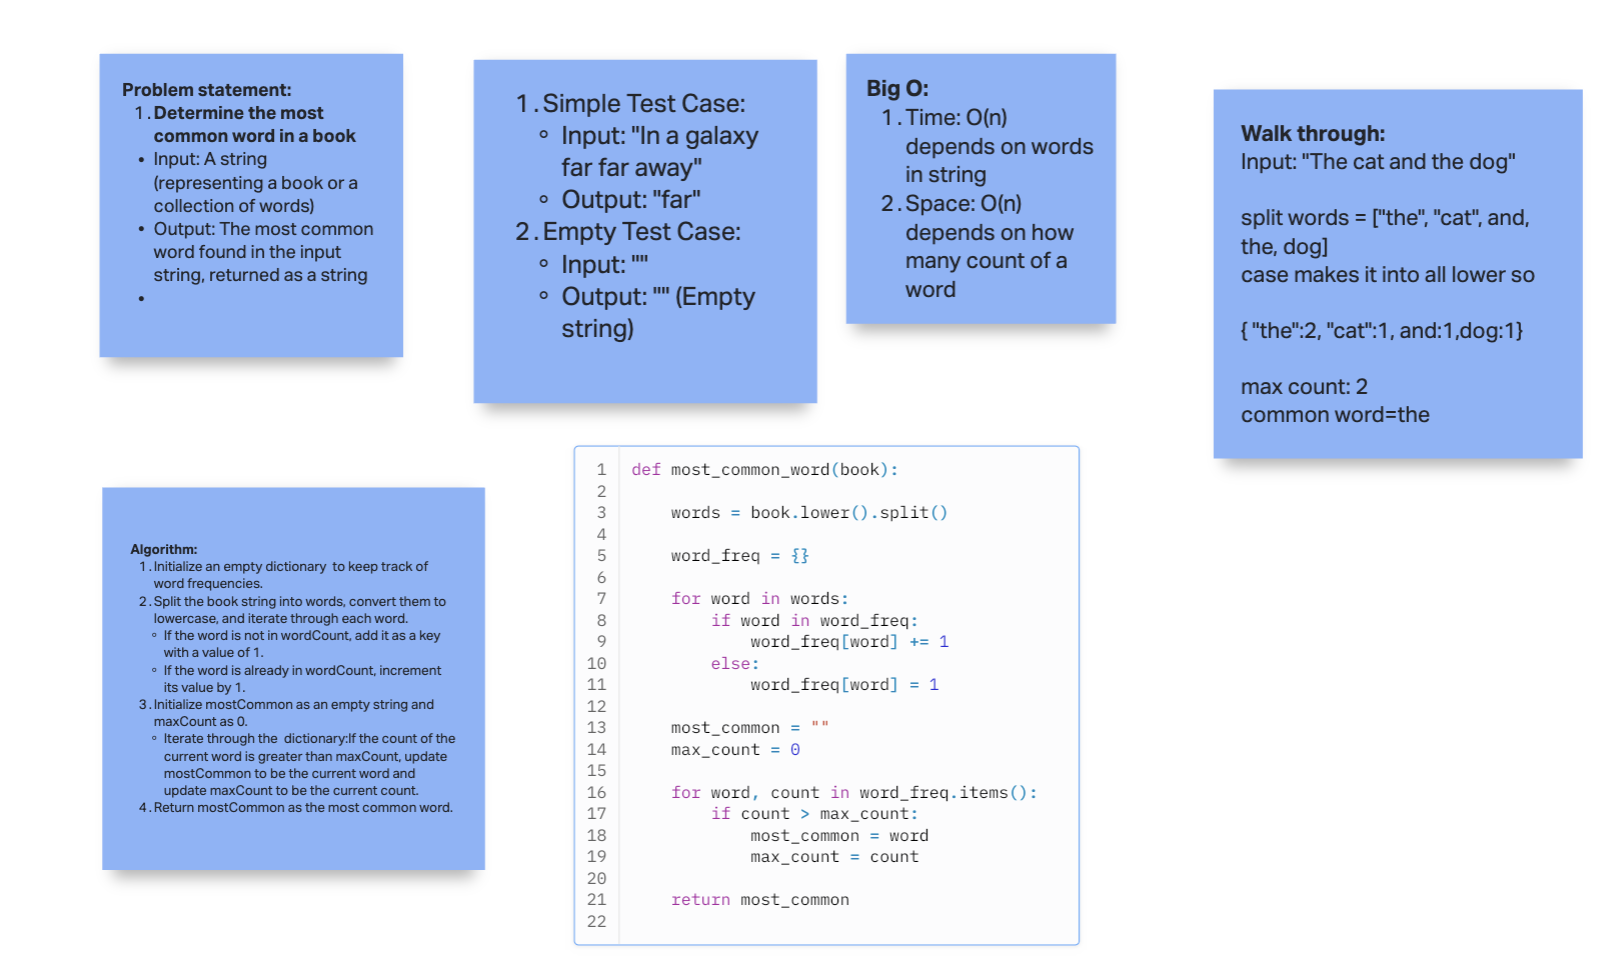 Problem statement:
1. Determine the most
common word in a book
• Input: A string
(representing a book or a
collection of words)
• Output: The most common
word found in the input
string, returned as a string
•
1. Simple Test Case:
◦ Input: "In a galaxy
far far away"
◦ Output: "far"
2. Empty Test Case:
◦ Input: ""
◦ Output: "" (Empty
string)
Big O:
1. Time: O(n)
depends on words
in string
2. Space: O(n)
depends on how
many count of a
word
Walk through:
Input: "The cat and the dog"
split words = ["the", "cat", and,
the, dog]
case makes it into all lower so
{ "the":2, "cat":1, and:1,dog:1}
max count: 2
common word=the
Algorithm:
1. Initialize an empty dictionary  to keep track of
word frequencies.
2. Split the book string into words, convert them to
lowercase, and iterate through each word.
◦ If the word is not in wordCount, add it as a key
with a value of 1.
◦ If the word is already in wordCount, increment
its value by 1.
3. Initialize mostCommon as an empty string and
maxCount as 0.
◦ Iterate through the  dictionary:If the count of the
current word is greater than maxCount, update
mostCommon to be the current word and
update maxCount to be the current count.
4. Return mostCommon as the most common word.
1 def most_common_word(book):
2
3     words = book.lower().split()
4
5     word_freq = {}
6
7     for word in words:
8         if word in word_freq:
9             word_freq[word] += 1
10         else:
11             word_freq[word] = 1
12
13     most_common = ""
14     max_count = 0
15
16     for word, count in word_freq.items():
17         if count > max_count:
18             most_common = word
19             max_count = count
20
21     return most_common
22